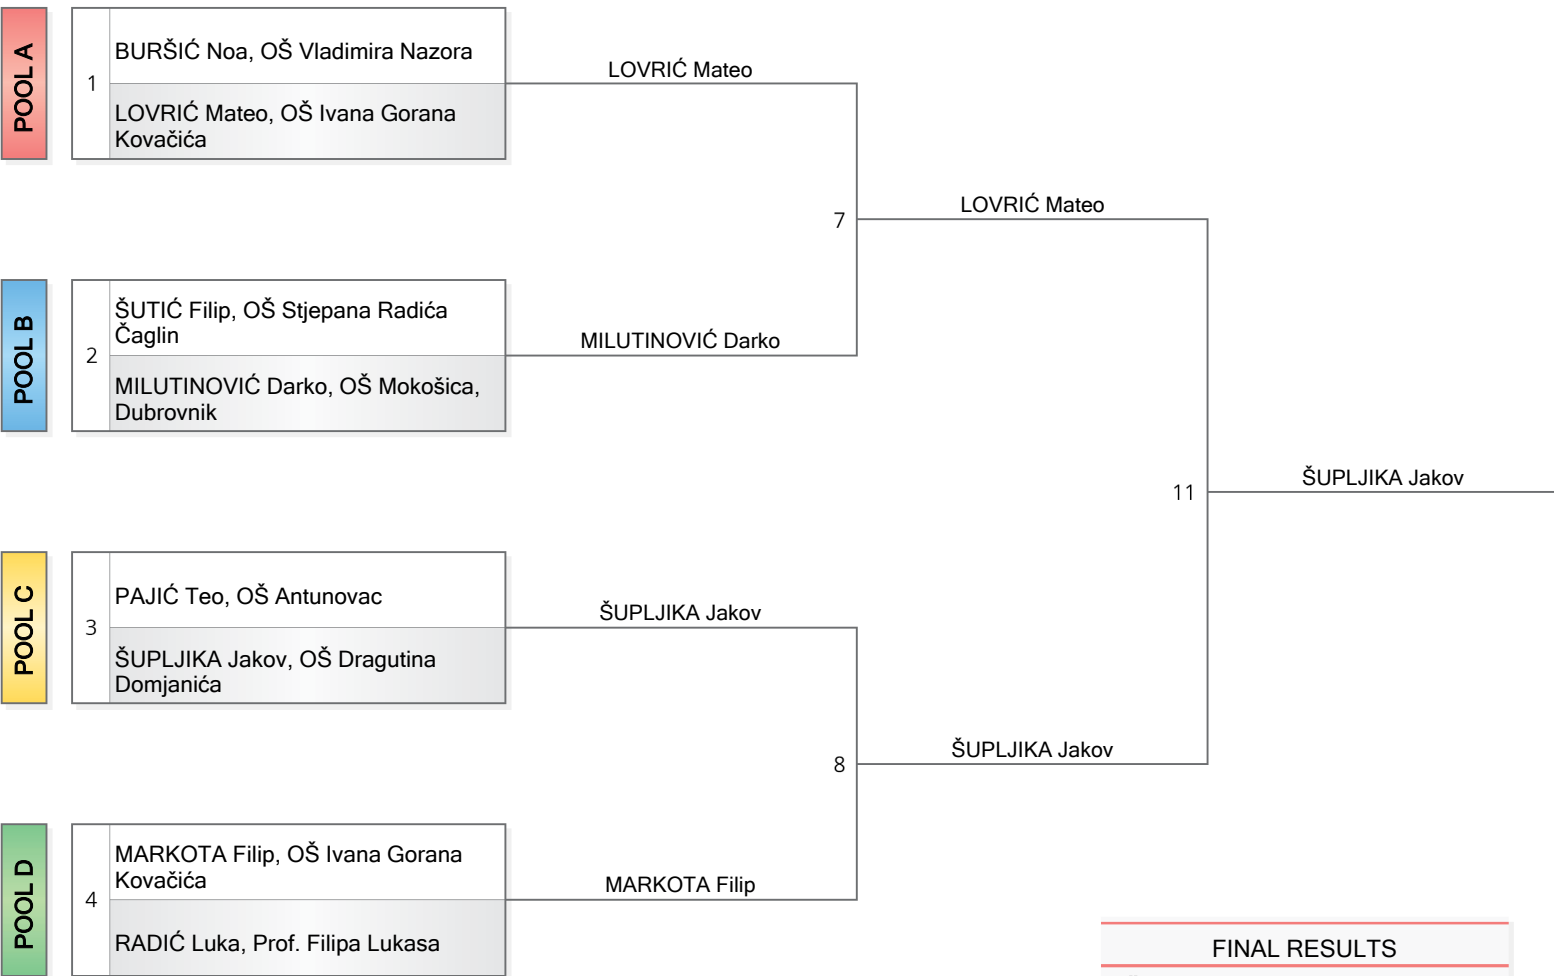 POOL A
1
BURŠIĆ Noa, OŠ Vladimira Nazora
LOVRIĆ Mateo, OŠ Ivana Gorana
Kovačića
LOVRIĆ Mateo
POOL B
2
ŠUTIĆ Filip, OŠ Stjepana Radića
Čaglin
MILUTINOVIĆ Darko, OŠ Mokošica,
Dubrovnik
MILUTINOVIĆ Darko
7
LOVRIĆ Mateo
POOL C
3
PAJIĆ Teo, OŠ Antunovac
ŠUPLJIKA Jakov, OŠ Dragutina
Domjanića
ŠUPLJIKA Jakov
POOL D
4
MARKOTA Filip, OŠ Ivana Gorana
Kovačića
RADIĆ Luka, Prof. Filipa Lukasa
MARKOTA Filip
8
ŠUPLJIKA Jakov
11
ŠUPLJIKA Jakov
FINAL RESULTS